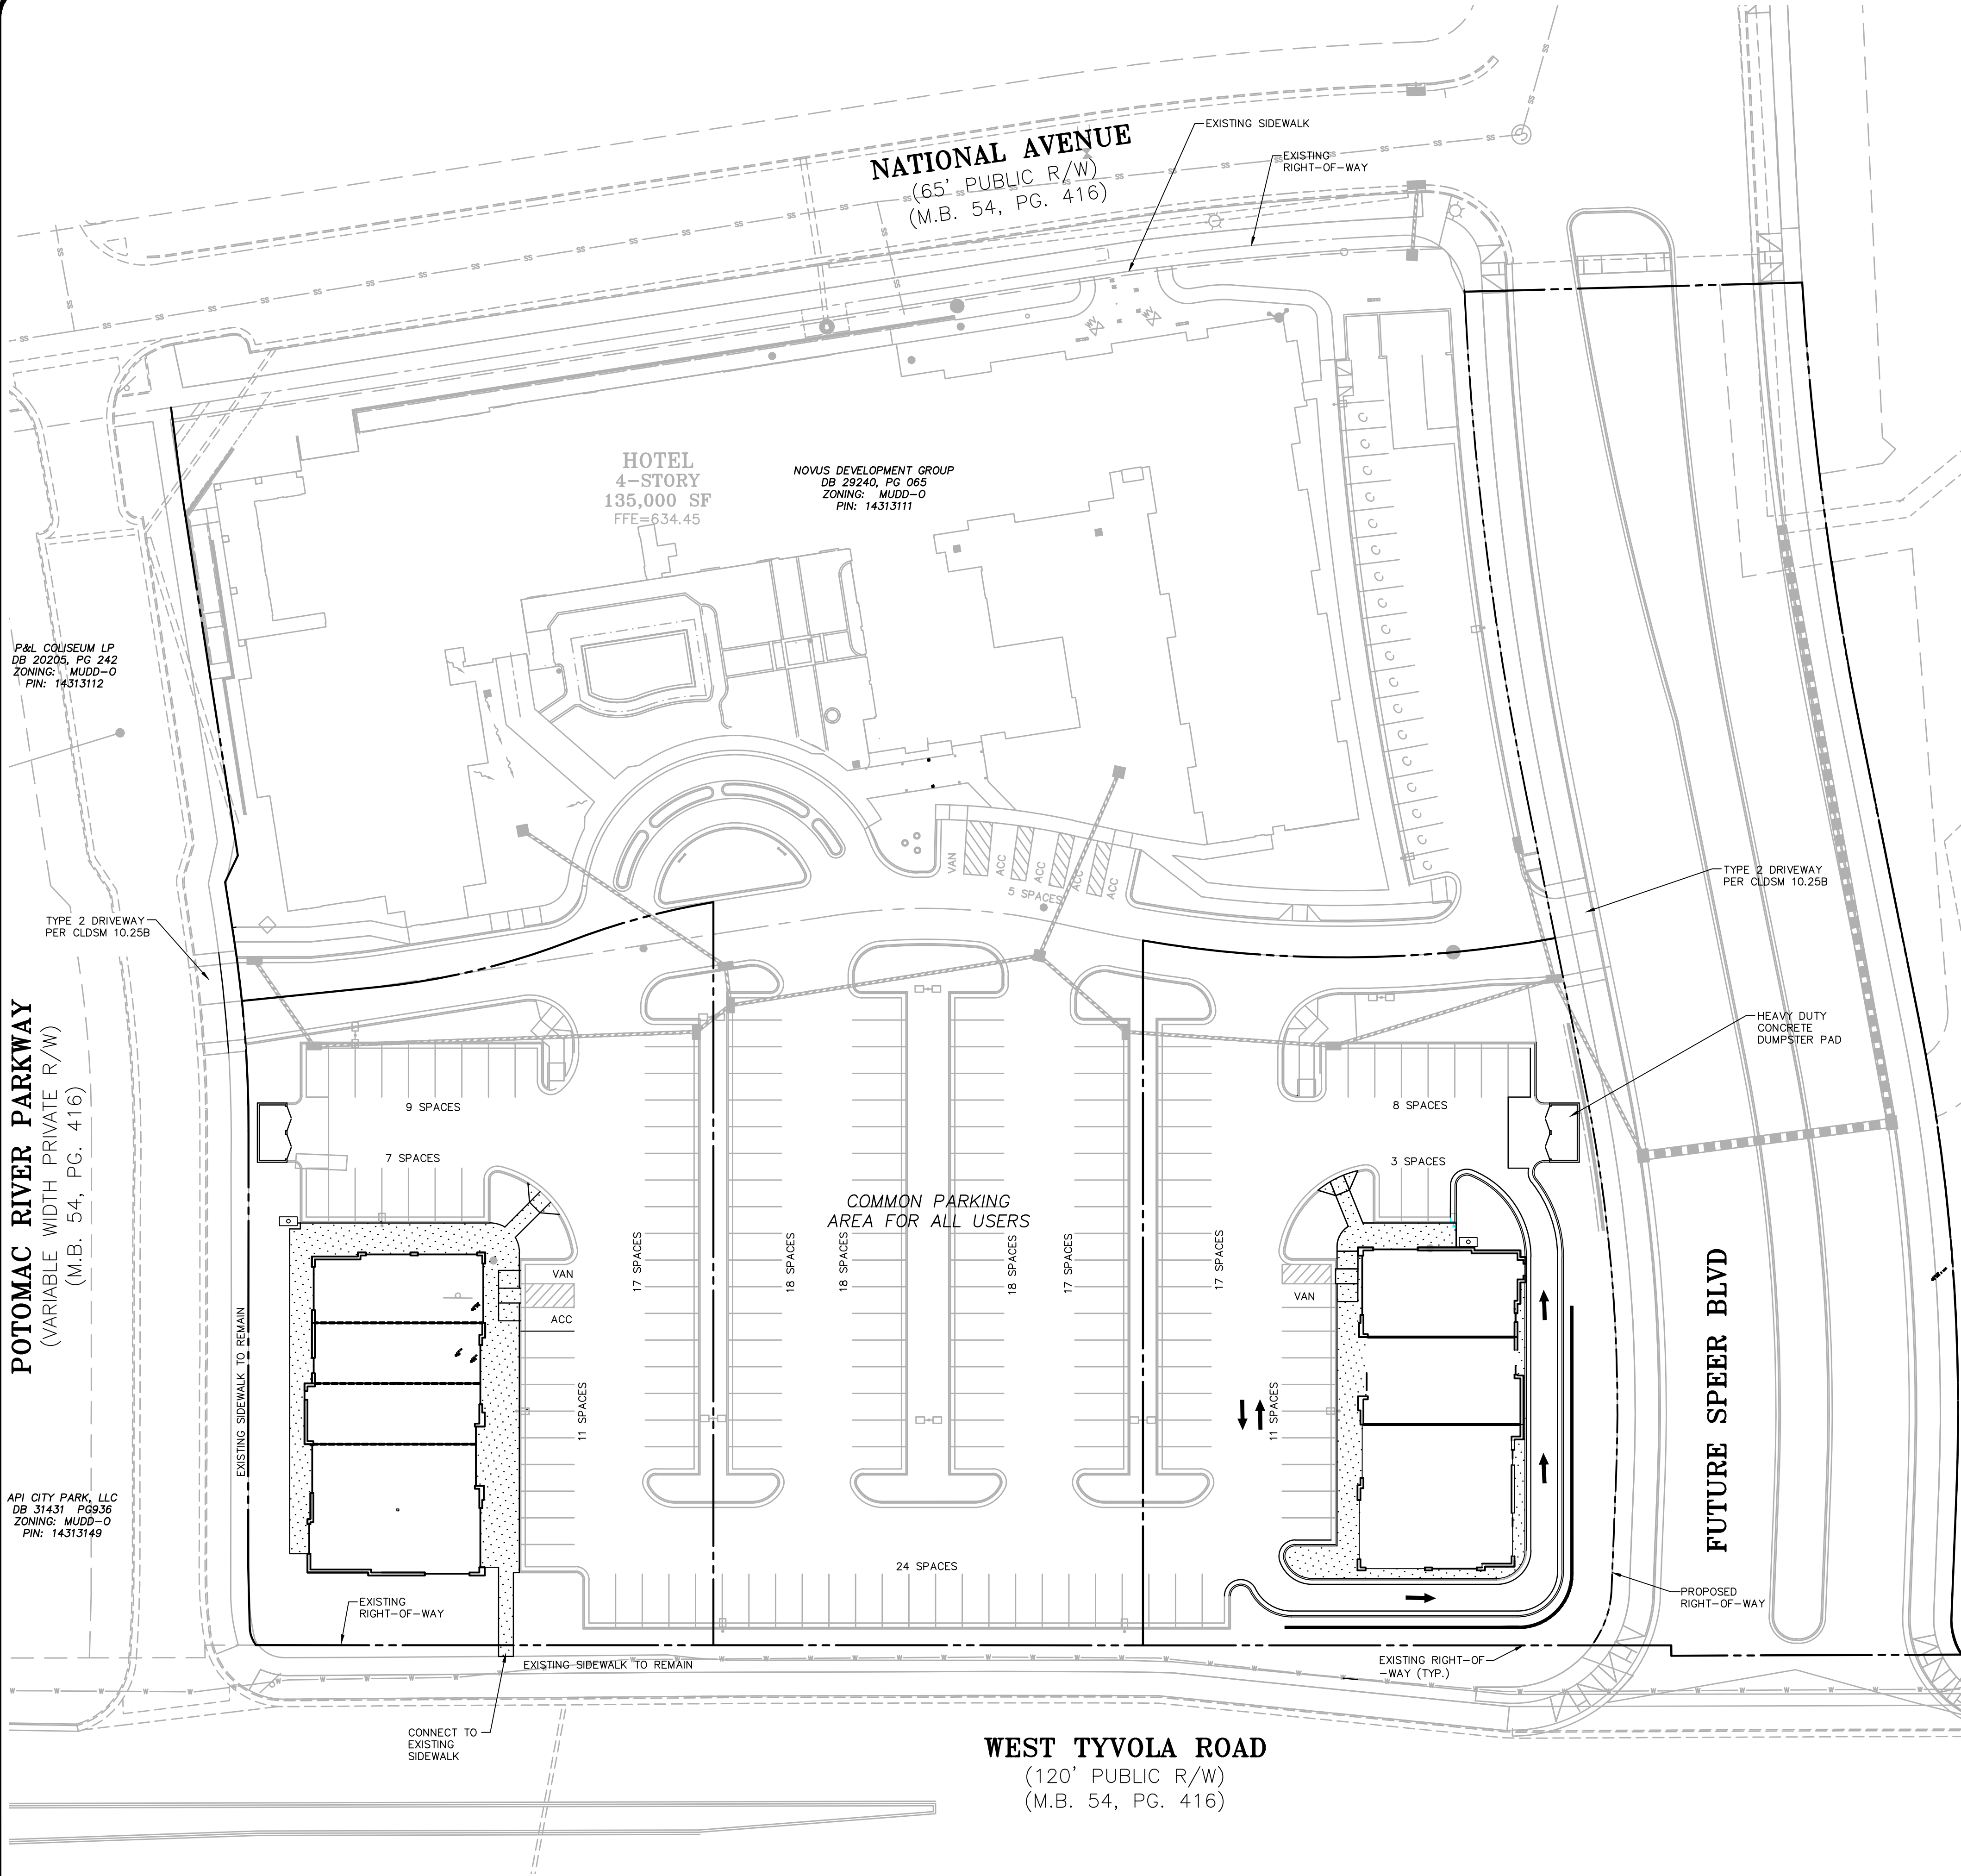 NATIONAL AVENUE
(65' PUBLIC R/W)
(M.B. 54, PG. 416)
EXISTING SIDEWALK
EXISTING
RIGHT-OF-WAY
HOTEL
4-STORY
135,000 SF
FFE=634.45
NOVUS DEVELOPMENT GROUP
DB 29240, PG 065
ZONING: MUDD-O
PIN: 14313111
P&L COLISEUM LP
DB 20205, PG 242
ZONING: MUDD-O
PIN: 14313112
TYPE 2 DRIVEWAY
PER CLDSM 10.25B
VAN
ACC
ACC
ACC
ACC
5 SPACES
TYPE 2 DRIVEWAY
PER CLDSM 10.25B
POTOMAC RIVER PARKWAY
(VARIABLE WIDTH PRIVATE R/W)
(M.B. 54, PG. 416)
HEAVY DUTY
CONCRETE
DUMPSTER PAD
9 SPACES
7 SPACES
8 SPACES
3 SPACES
COMMON PARKING
AREA FOR ALL USERS
17 SPACES
18 SPACES
18 SPACES
18 SPACES
17 SPACES
17 SPACES
VAN
ACC
VAN
11 SPACES
11 SPACES
EXISTING SIDEWALK TO REMAIN
FUTURE SPEER BLVD
API CITY PARK, LLC
DB 31431 PG936
ZONING: MUDD-O
PIN: 14313149
24 SPACES
EXISTING
RIGHT-OF-WAY
PROPOSED
RIGHT-OF-WAY
EXISTING SIDEWALK TO REMAIN
EXISTING RIGHT-OF
-WAY (TYP.)
CONNECT TO
EXISTING
SIDEWALK
WEST TYVOLA ROAD
(120' PUBLIC R/W)
(M.B. 54, PG. 416)